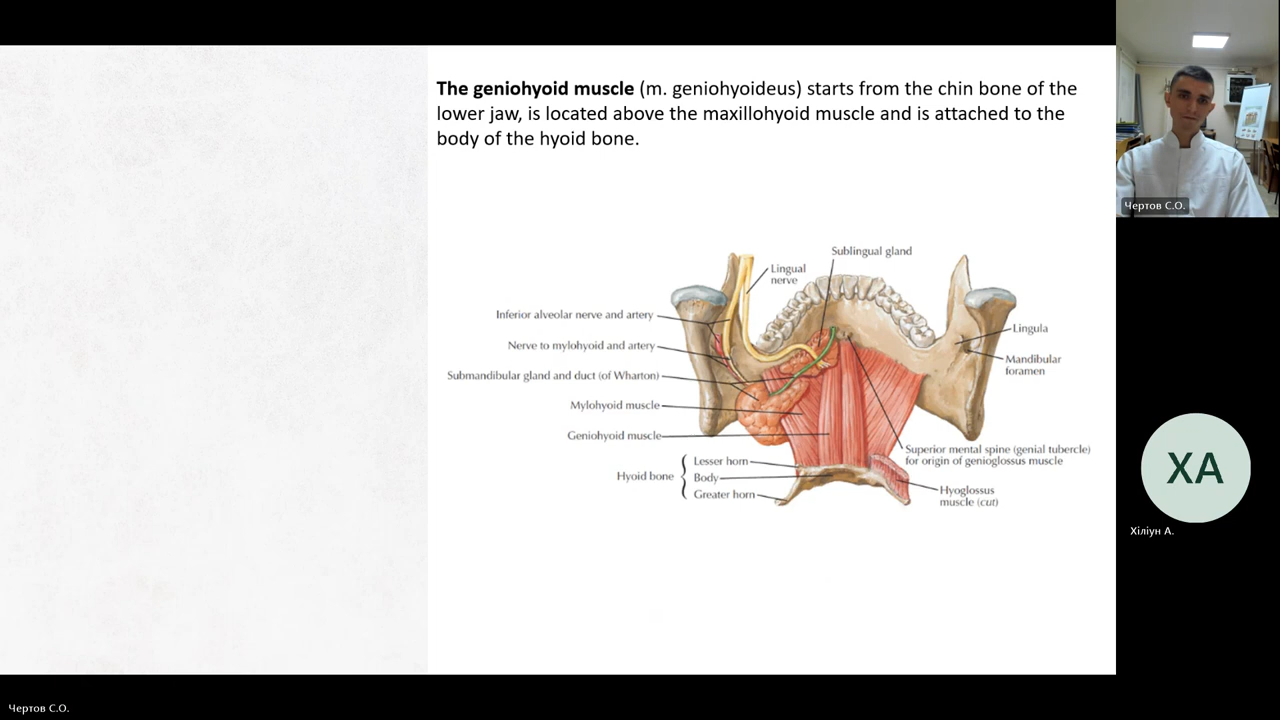 The geniohyoid muscle (m. geniohyoideus) starts from the chin bone of the
lower jaw, is located above the maxillohyoid muscle and is attached to the
body of the hyoid bone.
Sublingual gland
Lingual
nerve
Inferior alveolar nerve and artery
Nerve to mylohyoid and artery
Submandibular gland and duct (of Wharton)
Mylohyoid muscle
Geniohyoid muscle
Hyoid bone
Lesser horn
Body
Greater horn
Lingula
Mandibular
foramen
Superior mental spine (genial tubercle)
for origin of genioglossus muscle
Hyoglossus
muscle (cut)
Чертов С.О.
ХА
Хіліун А.
Чертов С.О.